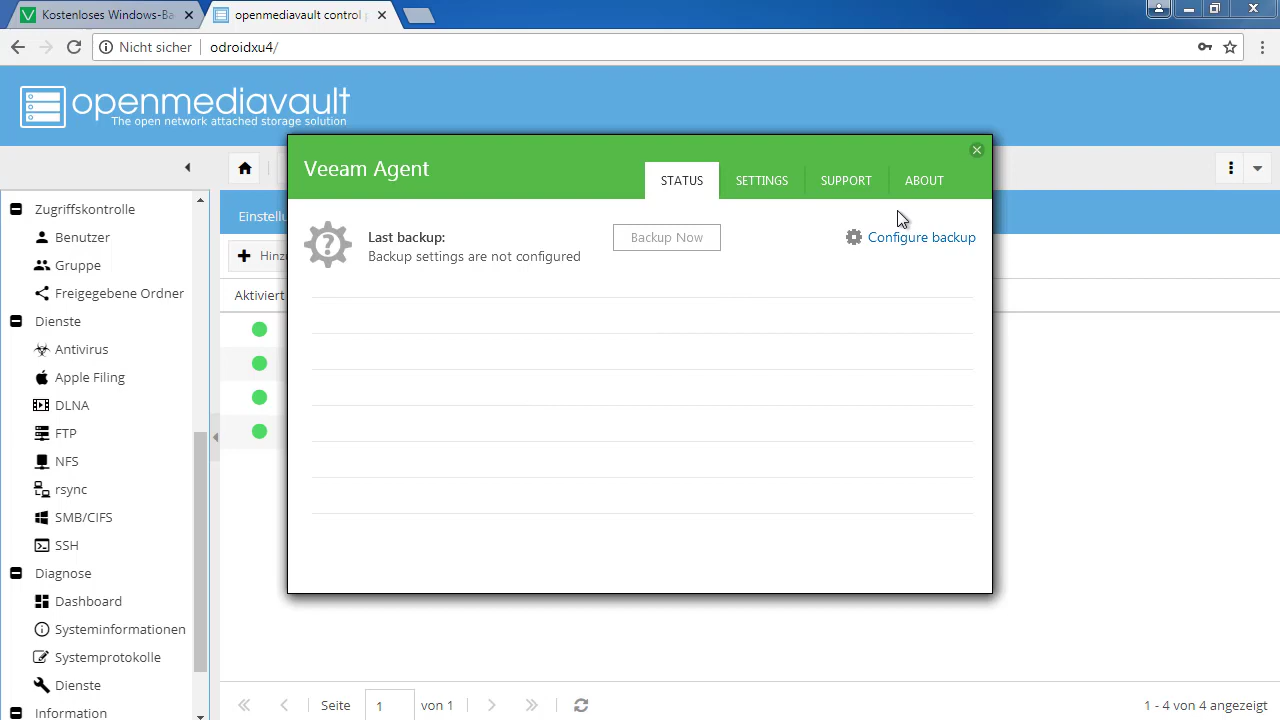 Kostenloses Windows-Ba
openmediavault control
Nicht sicher
odroidxu4/
openmediavault
The open network attached storage solution
Veeam Agent
STATUS
SETTINGS
SUPPORT
ABOUT
Last backup:
Backup settings are not configured
Backup Now
Configure backup
Zugriffskontrolle
Benutzer
Gruppe
Freigegebene Ordner
Dienste
Antivirus
Apple Filing
DLNA
FTP
NFS
rsync
SMB/CIFS
SSH
Diagnose
Dashboard
Systeminformationen
Systemprotokolle
Dienste
Information
Einstellu
Hinz
Aktiviert
Seite
1
von 1
1 - 4 von 4 angezeigt